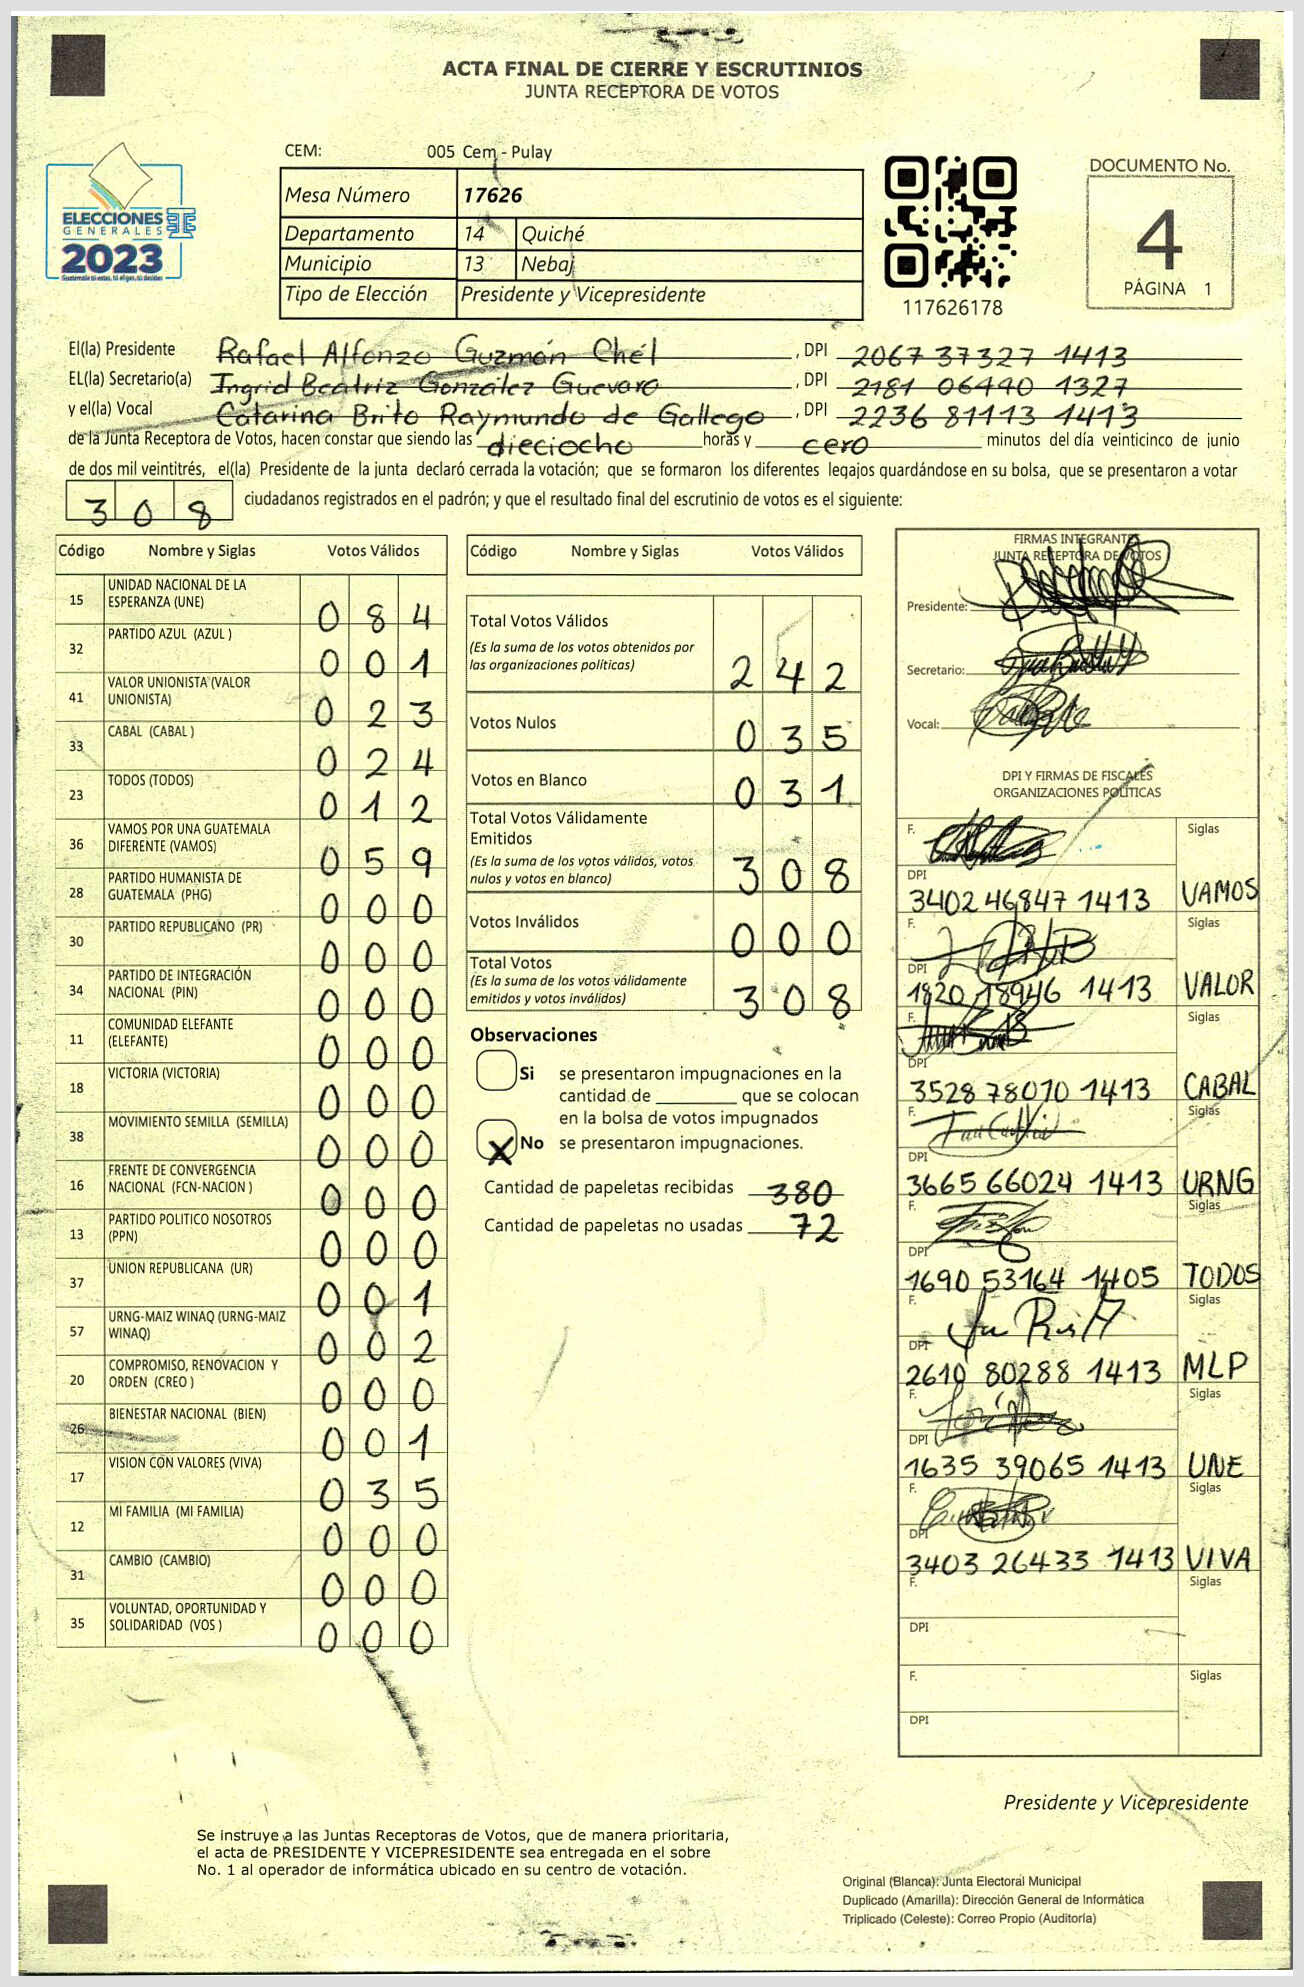 ACTA FINAL DE CIERRE Y ESCRUTINIOS
JUNTA RECEPTORA DE VOTOS
CEM: 005 Cem - Pulay
Mesa Número 17626
Departamento 14 Quiché
Municipio 13 Nebaj
Tipo de Elección Presidente y Vicepresidente
ELECCIONES
GENERALES
2023
117626178
DOCUMENTO No.
4
PÁGINA 1
El(la) Presidente Rafael Alfonzo Guzmán Chél , DPI 2067 37327 1413
EL(la) Secretario(a) Ingrid Beatriz González Guevara , DPI 2181 06440 1327
y el(la) Vocal Catarina Brito Raymundo de Gallego , DPI 2236 81113 1413
de la Junta Receptora de Votos, hacen constar que siendo las dieciocho horas y cero minutos del día veinticinco de junio
de dos mil veintitrés, el(la) Presidente de la junta declaró cerrada la votación; que se formaron los diferentes legajos quardándose en su bolsa, que se presentaron a votar
308 ciudadanos registrados en el padrón; y que el resultado final del escrutinio de votos es el siguiente:
Código Nombre y Siglas Votos Válidos
15 UNIDAD NACIONAL DE LA ESPERANZA (UNE) 084
32 PARTIDO AZUL (AZUL ) 001
41 VALOR UNIONISTA (VALOR UNIONISTA) 023
33 CABAL (CABAL ) 024
23 TODOS (TODOS) 012
36 VAMOS POR UNA GUATEMALA DIFERENTE (VAMOS) 059
28 PARTIDO HUMANISTA DE GUATEMALA (PHG) 000
30 PARTIDO REPUBLICANO (PR) 000
34 PARTIDO DE INTEGRACIÓN NACIONAL (PIN) 000
11 COMUNIDAD ELEFANTE (ELEFANTE) 000
18 VICTORIA (VICTORIA) 000
38 MOVIMIENTO SEMILLA (SEMILLA) 000
16 FRENTE DE CONVERGENCIA NACIONAL (FCN-NACION ) 000
13 PARTIDO POLITICO NOSOTROS (PPN) 000
37 UNION REPUBLICANA (UR) 001
57 URNG-MAIZ WINAQ (URNG-MAIZ WINAQ) 002
20 COMPROMISO, RENOVACION Y ORDEN (CREO ) 000
26 BIENESTAR NACIONAL (BIEN) 001
17 VISION CON VALORES (VIVA) 035
12 MI FAMILIA (MI FAMILIA) 000
31 CAMBIO (CAMBIO) 000
35 VOLUNTAD, OPORTUNIDAD Y SOLIDARIDAD (VOS ) 000
Código Nombre y Siglas Votos Válidos
Total Votos Válidos 242
(Es la suma de los votos obtenidos por
las organizaciones políticas)
Votos Nulos 035
Votos en Blanco 031
Total Votos Válidamente
Emitidos 308
(Es la suma de los votos válidos, votos
nulos y votos en blanco)
Votos Inválidos 000
Total Votos 308
(Es la suma de los votos válidamente
emitidos y votos inválidos)
Observaciones
Si se presentaron impugnaciones en la
cantidad de ________ que se colocan
en la bolsa de votos impugnados
X No se presentaron impugnaciones.
Cantidad de papeletas recibidas 380
Cantidad de papeletas no usadas 72
FIRMAS INTEGRANTES
JUNTA RECEPTORA DE VOTOS
Presidente:
Secretario:
Vocal:
DPI Y FIRMAS DE FISCALES
ORGANIZACIONES POLÍTICAS
F. Siglas
DPI 3402 46847 1413 VAMOS
F. Siglas
DPI 1820 18946 1413 VALOR
F. Siglas
DPI 3528 78070 1413 CABAL
F. Siglas
DPI 3665 66024 1413 URNG
F. Siglas
DPI 1690 53164 1405 TODOS
F. Siglas
DPI 2610 80288 1413 MLP
F. Siglas
DPI 1635 39065 1413 UNE
F. Siglas
DPI 3403 26433 1413 VIVA
F. Siglas
DPI
F. Siglas
DPI
Presidente y Vicepresidente
Se instruye a las Juntas Receptoras de Votos, que de manera prioritaria,
el acta de PRESIDENTE Y VICEPRESIDENTE sea entregada en el sobre
No. 1 al operador de informática ubicado en su centro de votación.
Original (Blanca): Junta Electoral Municipal
Duplicado (Amarilla): Dirección General de Informática
Triplicado (Celeste): Correo Propio (Auditoría)